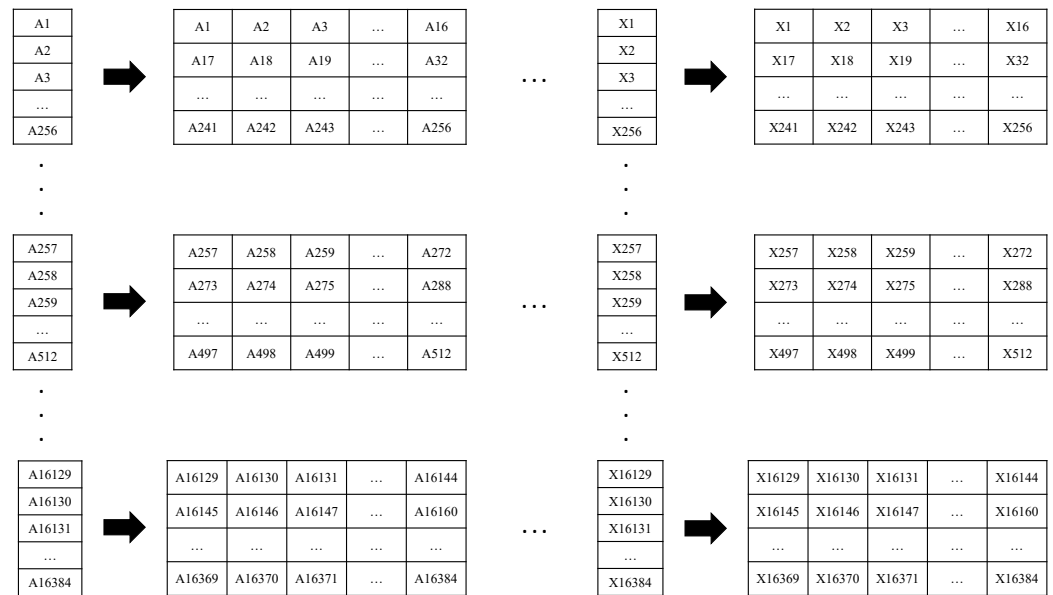 A1 A1 A2 A3 … A16 X1 X1 X2 X3 … X16
A2 X2
A17 A18 A19 … A32 X17 X18 X19 … X32
A3 … X3
… … … … … … … … … … … …
A256 A241 A242 A243 … A256 X256 X241 X242 X243 … X256
A257 A257 A258 A259 … A272 X257 X257 X258 X259 … X272
A258 X258
A273 A274 A275 … A288 X273 X274 X275 … X288
A259 … X259
… … … … … … … … … … … …
A512 A497 A498 A499 … A512 X512 X497 X498 X499 … X512
A16129 A16129 A16130 A16131 … A16144 X16129 X16129 X16130 X16131 … X16144
A16130 X16130
A16145 A16146 A16147 … A16160 X16145 X16146 X16147 … X16160
A16131 … X16131
… … … … … … … … … … … …
A16384 A16369 A16370 A16371 … A16384 X16384 X16369 X16370 X16371 … X16384